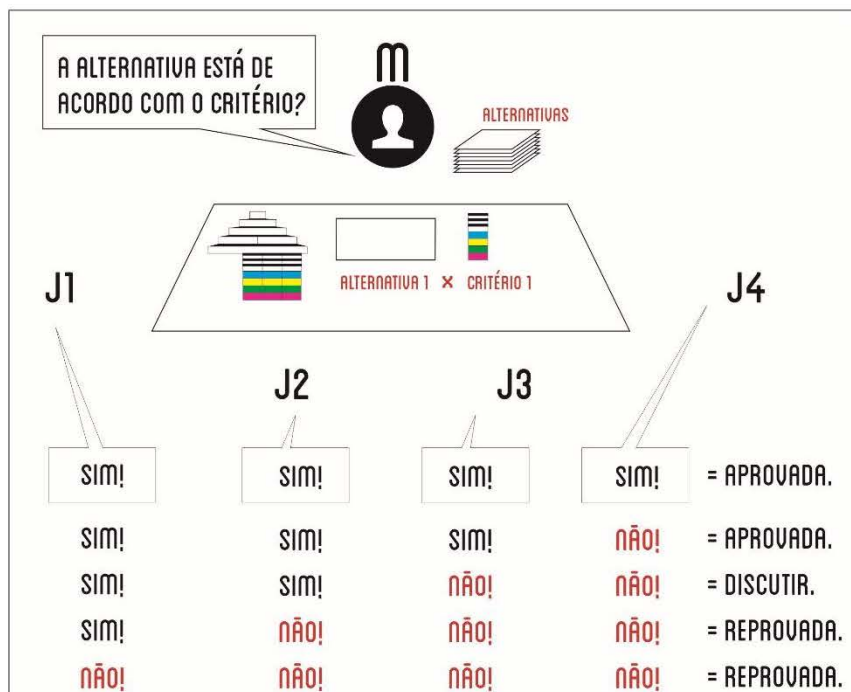 A ALTERNATIVA ESTÁ DE
ACORDO COM O CRITÉRIO?
M
ALTERNATIVAS
ALTERNATIVA 1 X CRITÉRIO 1
J1
J4
J2
J3
SIM! SIM! SIM! SIM! = APROVADA.
SIM! SIM! SIM! NÃO! = APROVADA.
SIM! SIM! NÃO! NÃO! = DISCUTIR.
SIM! NÃO! NÃO! NÃO! = REPROVADA.
NÃO! NÃO! NÃO! NÃO! = REPROVADA.